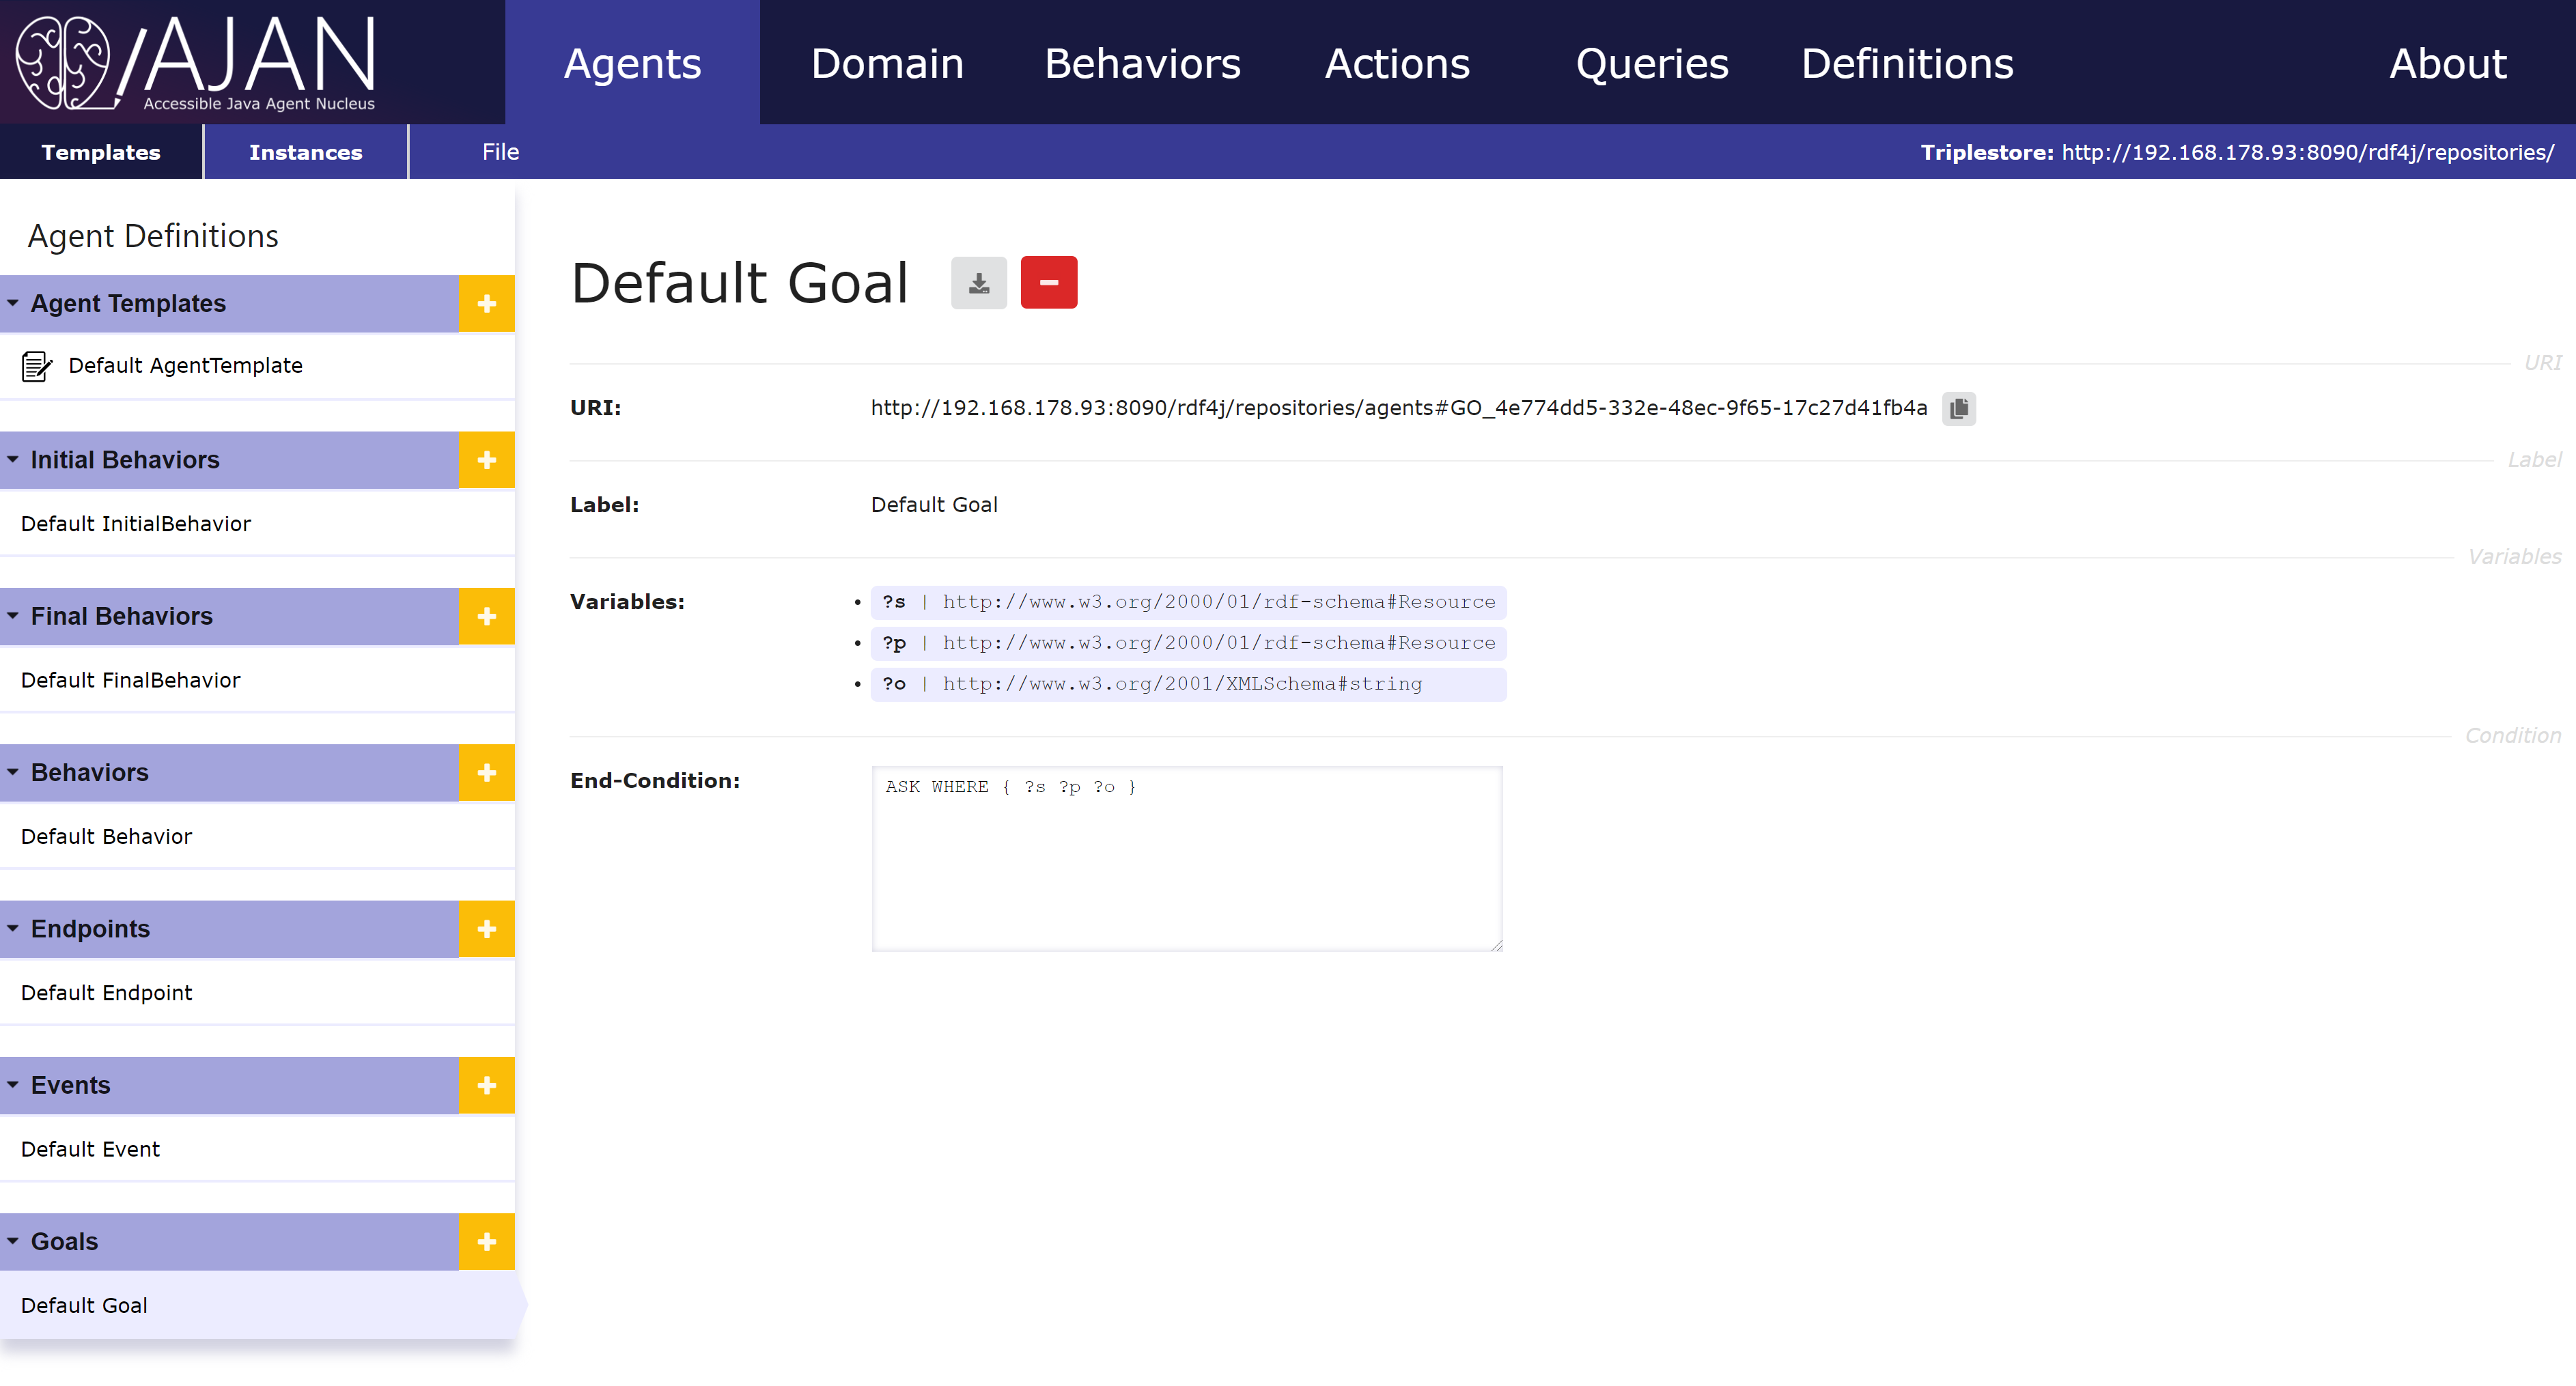 AJAN
Accessible Java Agent Nucleus
Agents Domain Behaviors Actions Queries Definitions About
Templates Instances File Triplestore: http://192.168.178.93:8090/rdf4j/repositories/
Agent Definitions
Agent Templates
Default AgentTemplate
Initial Behaviors
Default InitialBehavior
Final Behaviors
Default FinalBehavior
Behaviors
Default Behavior
Endpoints
Default Endpoint
Events
Default Event
Goals
Default Goal
Default Goal
URI
URI: http://192.168.178.93:8090/rdf4j/repositories/agents#GO_4e774dd5-332e-48ec-9f65-17c27d41fb4a
Label
Label: Default Goal
Variables
Variables: • ?s | http://www.w3.org/2000/01/rdf-schema#Resource
• ?p | http://www.w3.org/2000/01/rdf-schema#Resource
• ?o | http://www.w3.org/2001/XMLSchema#string
Condition
End-Condition: ASK WHERE { ?s ?p ?o }